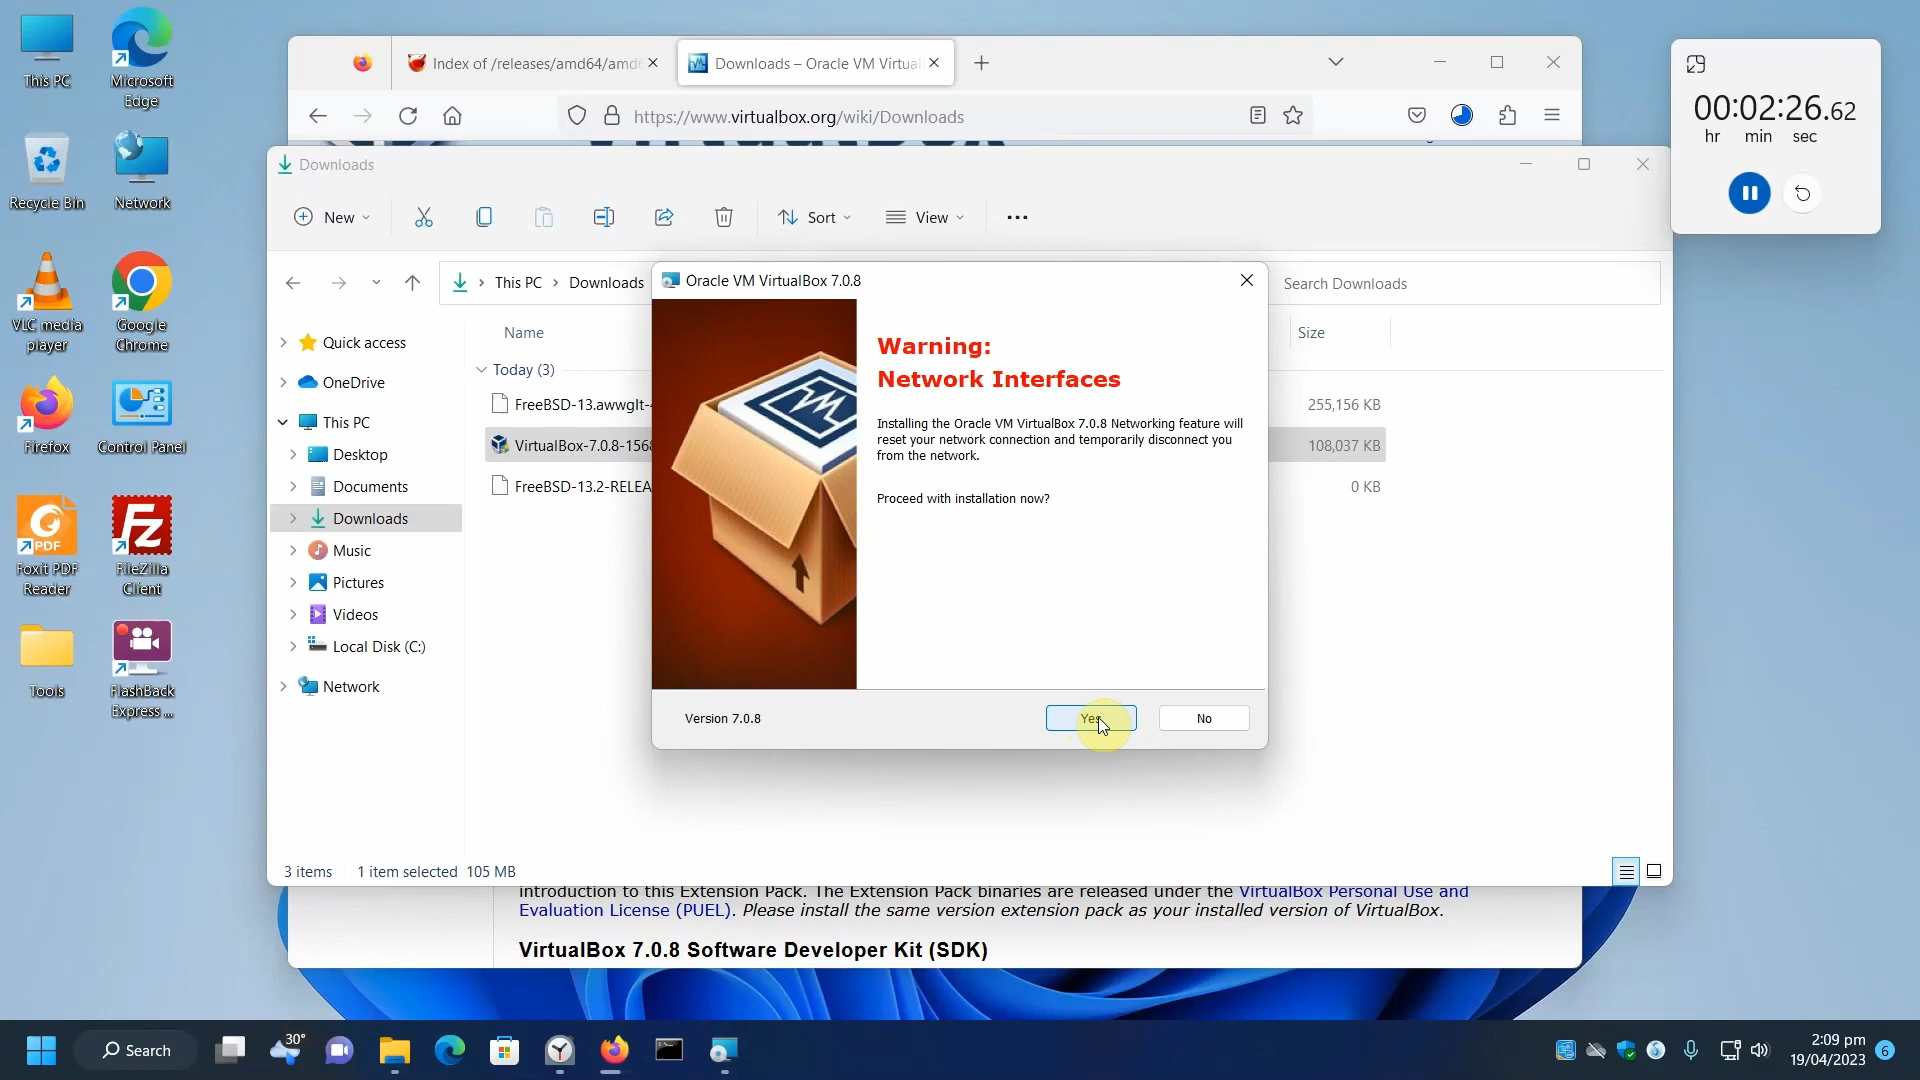 This PC
Microsoft
Edge
Recycle Bin
Network
VLC media
player
Google
Chrome
Firefox
Control Panel
Foxit PDF
Reader
FileZilla
Client
Tools
FlashBack
Express ...
Index of /releases/amd64/amd6
Downloads – Oracle VM Virtual
https://www.virtualbox.org/wiki/Downloads
00:02:26.62
hr min sec
Downloads
New
Sort
View
This PC
Downloads
Search Downloads
Quick access
OneDrive
This PC
Desktop
Documents
Downloads
Music
Pictures
Videos
Local Disk (C:)
Network
Name
Size
Today (3)
FreeBSD-13.awwglt-
255,156 KB
VirtualBox-7.0.8-1568
108,037 KB
FreeBSD-13.2-RELEA
0 KB
Oracle VM VirtualBox 7.0.8
Warning:
Network Interfaces
Installing the Oracle VM VirtualBox 7.0.8 Networking feature will
reset your network connection and temporarily disconnect you
from the network.
Proceed with installation now?
Version 7.0.8
Yes
No
3 items
1 item selected 105 MB
introduction to this Extension Pack. The Extension Pack binaries are released under the VirtualBox Personal Use and
Evaluation License (PUEL). Please install the same version extension pack as your installed version of VirtualBox.
VirtualBox 7.0.8 Software Developer Kit (SDK)
Search
30°
2:09 pm
19/04/2023
6